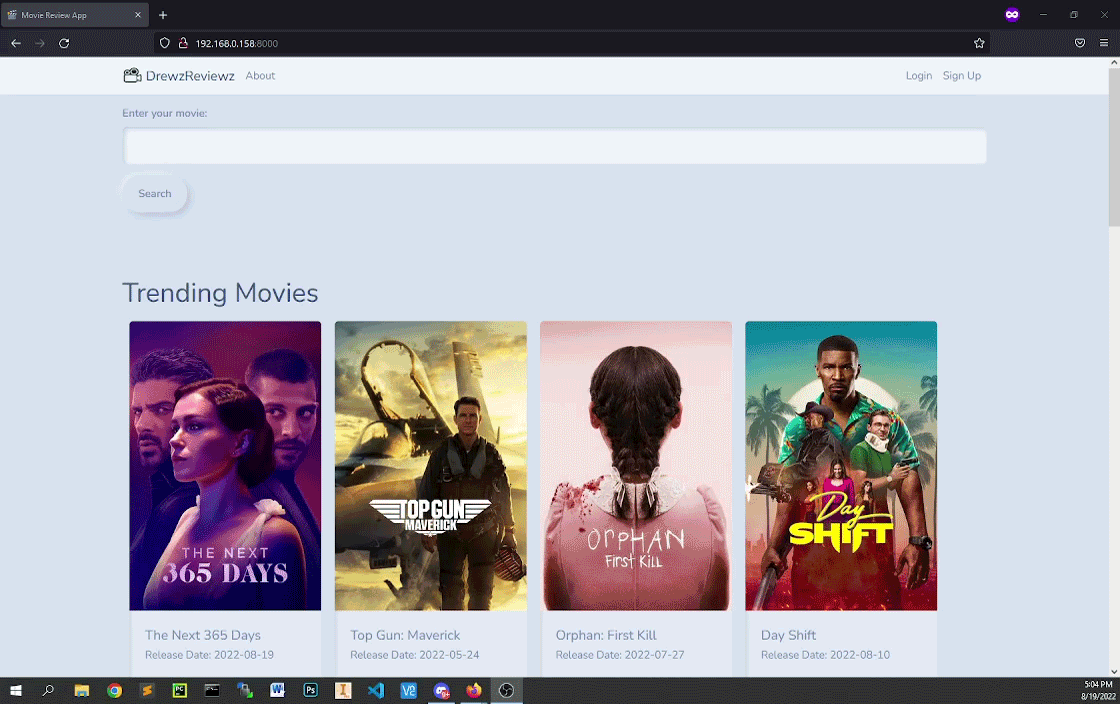 Movie Review App
192.168.0.158:8000
DrewzReviewz About Login Sign Up
Enter your movie:
Search
Trending Movies
THE NEXT
365 DAYS
TOP GUN
MAVERICK
ORPHAN
First Kill
Day
SHIFT
The Next 365 Days
Release Date: 2022-08-19
Top Gun: Maverick
Release Date: 2022-05-24
Orphan: First Kill
Release Date: 2022-07-27
Day Shift
Release Date: 2022-08-10
5:04 PM
8/19/2022